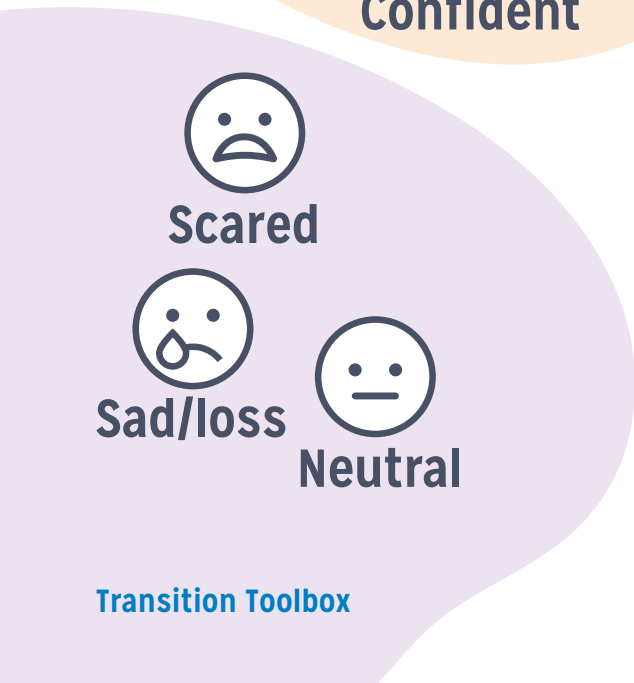 Confident
Scared
Sad/loss
Neutral
Transition Toolbox